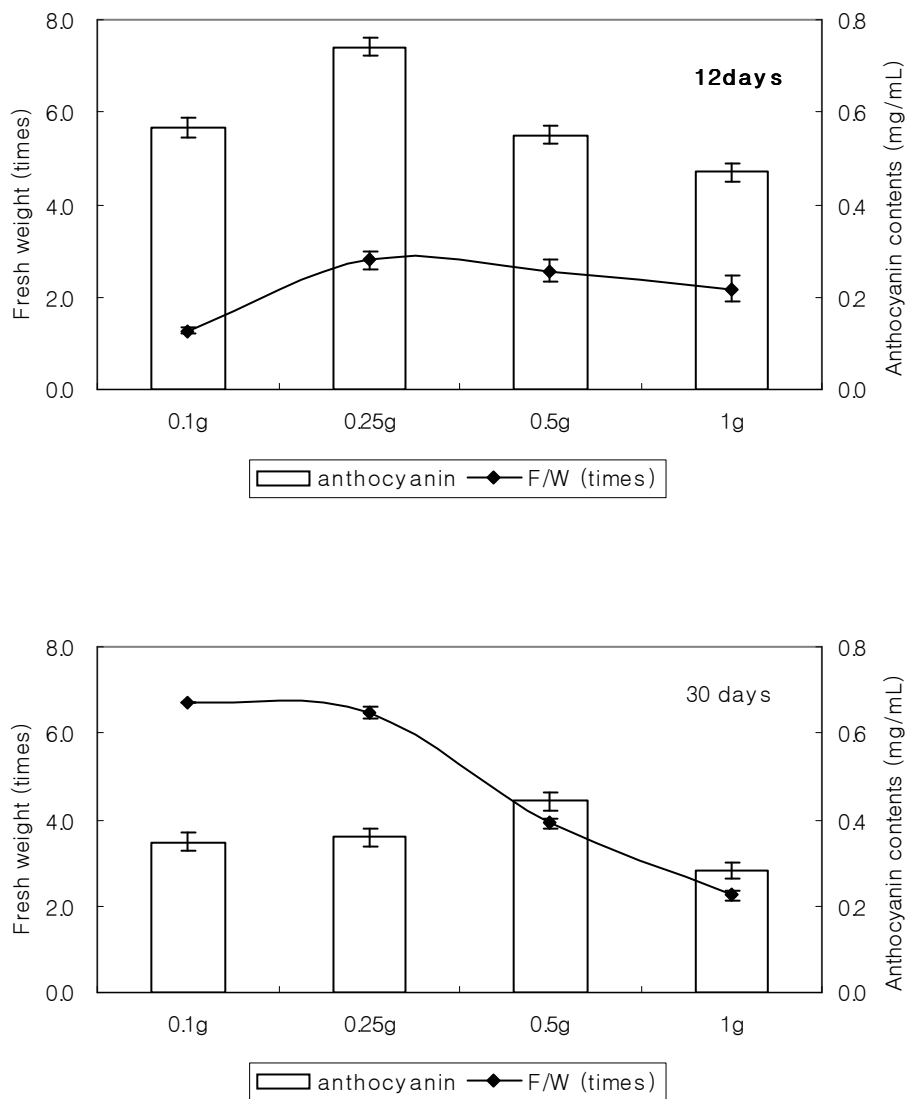 8.0
6.0
4.0
2.0
0.0
Fresh weight (times)
12days
0.8
0.6
0.4
0.2
0.0
Anthocyanin contents (mg/mL)
0.1g 0.25g 0.5g 1g
anthocyanin F/W (times)
8.0
6.0
4.0
2.0
0.0
Fresh weight (times)
30 days
0.8
0.6
0.4
0.2
0.0
Anthocyanin contents (mg/mL)
0.1g 0.25g 0.5g 1g
anthocyanin F/W (times)